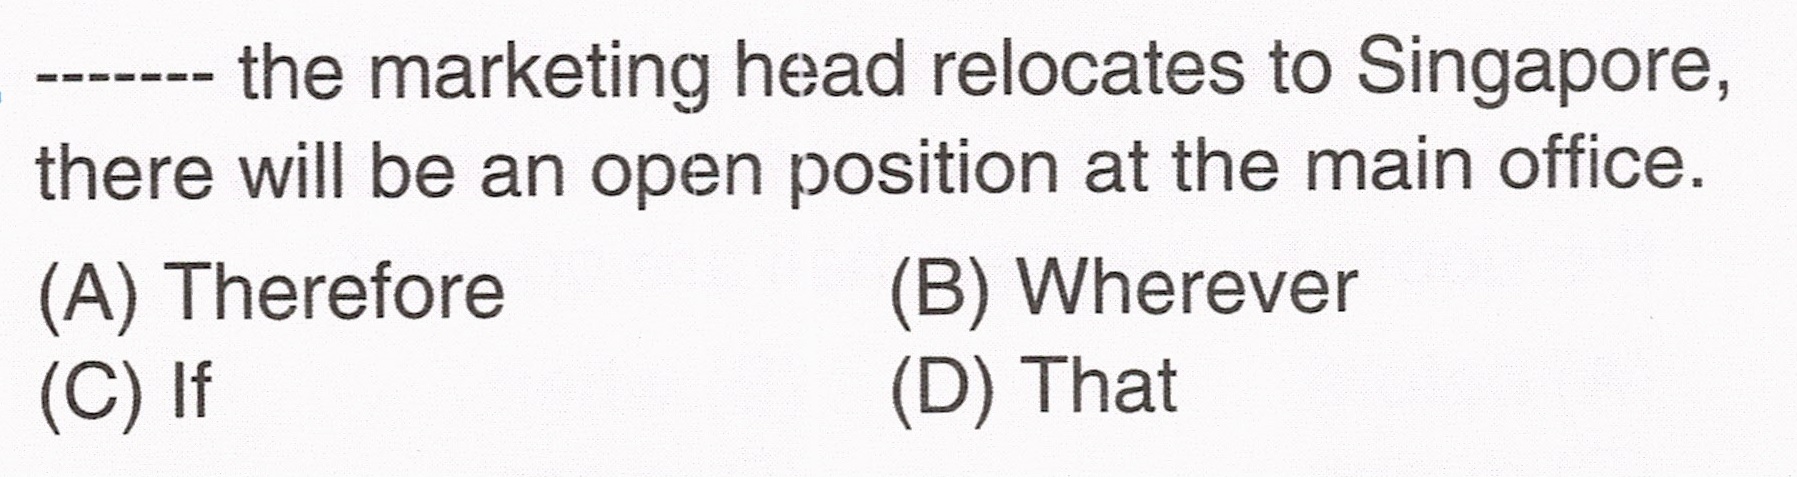 ------- the marketing head relocates to Singapore,
there will be an open position at the main office.
(A) Therefore (B) Wherever
(C) If (D) That